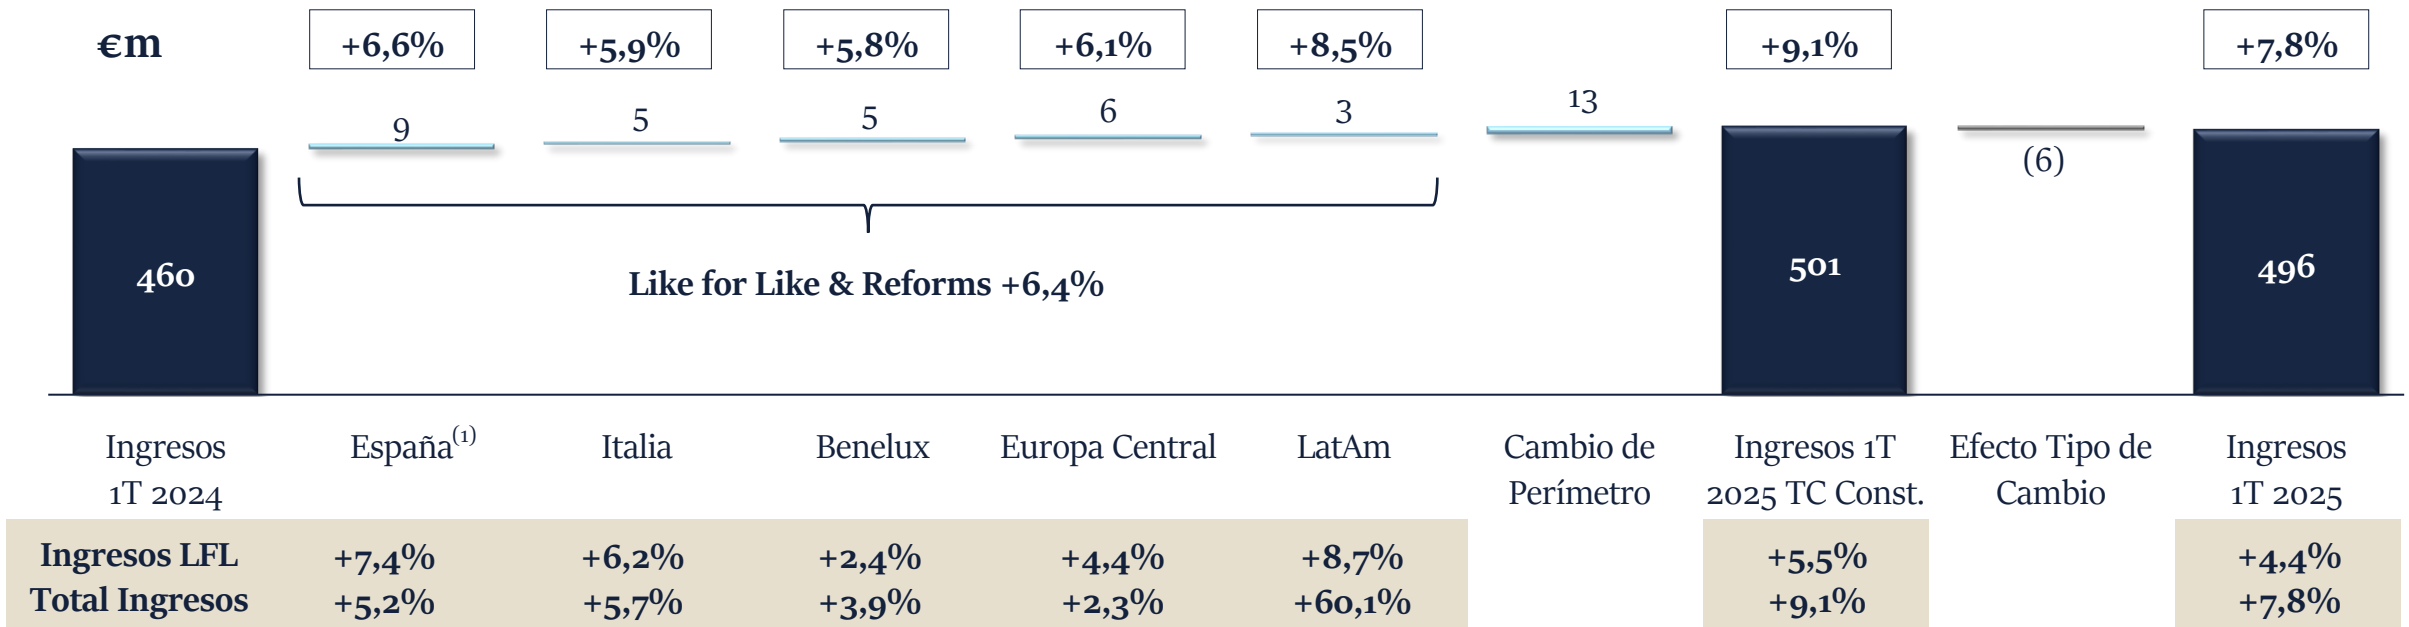 €m
+6,6%
+5,9%
+5,8%
+6,1%
+8,5%
+9,1%
+7,8%
9
5
5
6
3
13
(6)
460
501
496
Like for Like & Reforms +6,4%
Ingresos
1T 2024
España(1)
Italia
Benelux
Europa Central
LatAm
Cambio de
Perímetro
Ingresos 1T
2025 TC Const.
Efecto Tipo de
Cambio
Ingresos
1T 2025
Ingresos LFL +7,4% +6,2% +2,4% +4,4% +8,7% +5,5% +4,4%
Total Ingresos +5,2% +5,7% +3,9% +2,3% +60,1% +9,1% +7,8%